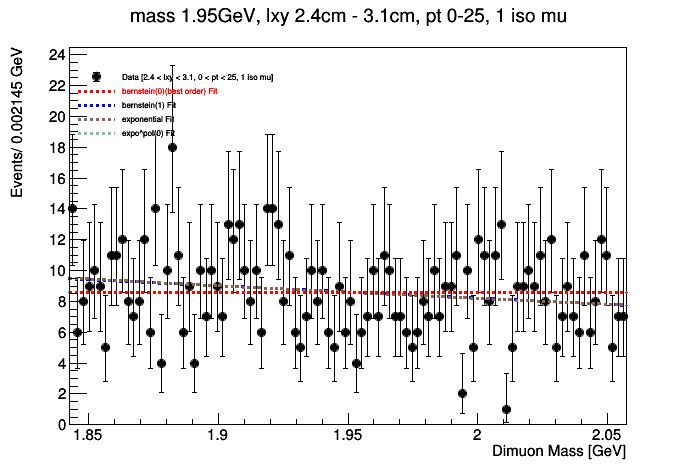 mass 1.95GeV, lxy 2.4cm - 3.1cm, pt 0-25, 1 iso mu
Events/ 0.002145 GeV
24
22
20
18
16
14
12
10
8
6
4
2
0
Data [2.4 < lxy < 3.1, 0 < pt < 25, 1 iso mu]
bernstein(0)(best order) Fit
bernstein(1) Fit
exponential Fit
expo*pol(0) Fit
1.85 1.9 1.95 2 2.05
Dimuon Mass [GeV]